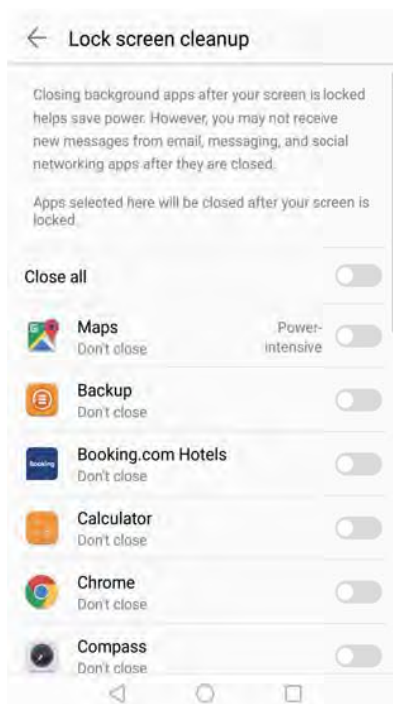 Lock screen cleanup
Closing background apps after your screen is locked
helps save power. However, you may not receive
new messages from email, messaging, and social
networking apps after they are closed.
Apps selected here will be closed after your screen is
locked.
Close all
Maps
Don't close
Power-
intensive
Backup
Don't close
Booking
Booking.com Hotels
Don't close
Calculator
Don't close
Chrome
Don't close
Compass
Don't close